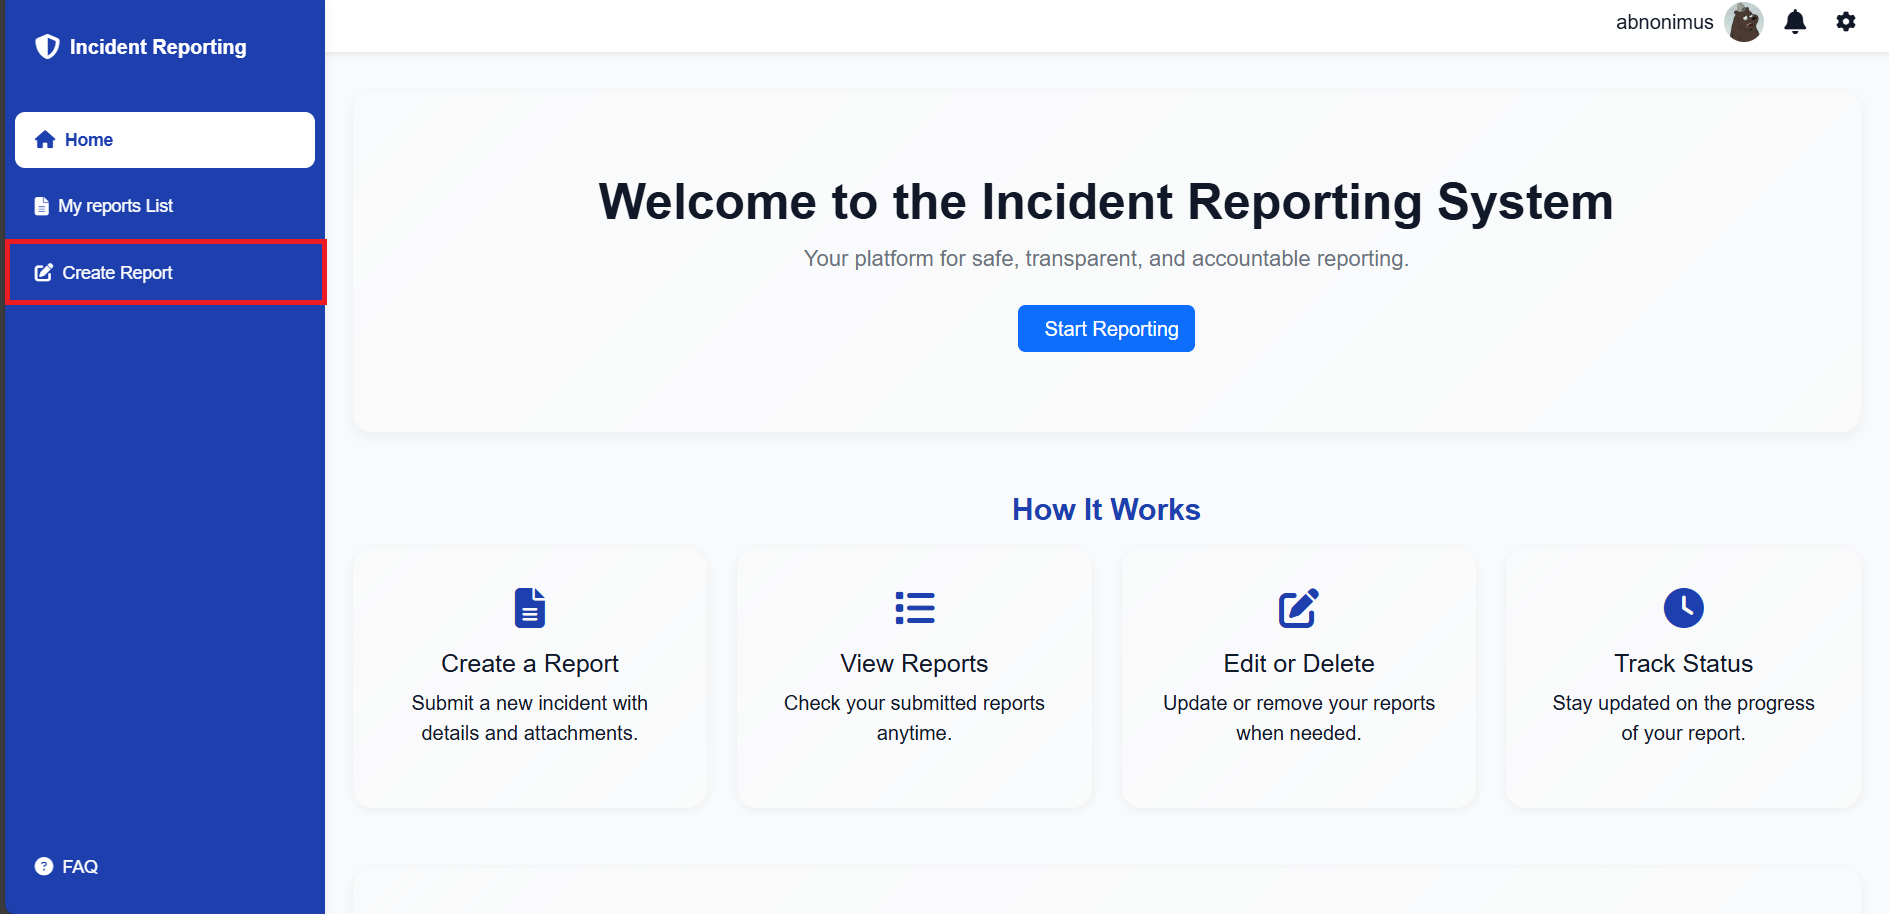 Incident Reporting
abnonimus
Home
My reports List
Create Report
FAQ
Welcome to the Incident Reporting System
Your platform for safe, transparent, and accountable reporting.
Start Reporting
How It Works
Create a Report
Submit a new incident with
details and attachments.
View Reports
Check your submitted reports
anytime.
Edit or Delete
Update or remove your reports
when needed.
Track Status
Stay updated on the progress
of your report.